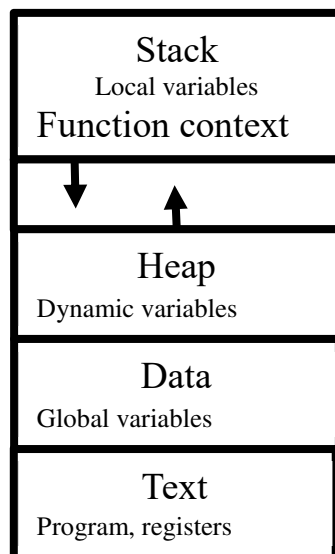 Stack
Local variables
Function context
Heap
Dynamic variables
Data
Global variables
Text
Program, registers